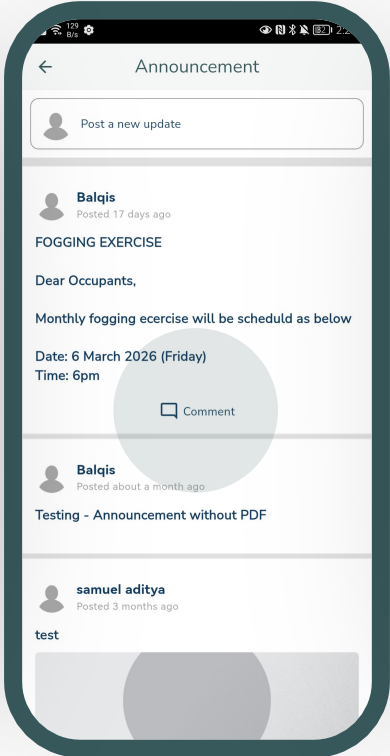 129
B/s
82
Announcement
Post a new update
Balqis
Posted 17 days ago
FOGGING EXERCISE
Dear Occupants,
Monthly fogging ecercise will be scheduld as below
Date: 6 March 2026 (Friday)
Time: 6pm
Comment
Balqis
Posted about a month ago
Testing - Announcement without PDF
samuel aditya
Posted 3 months ago
test